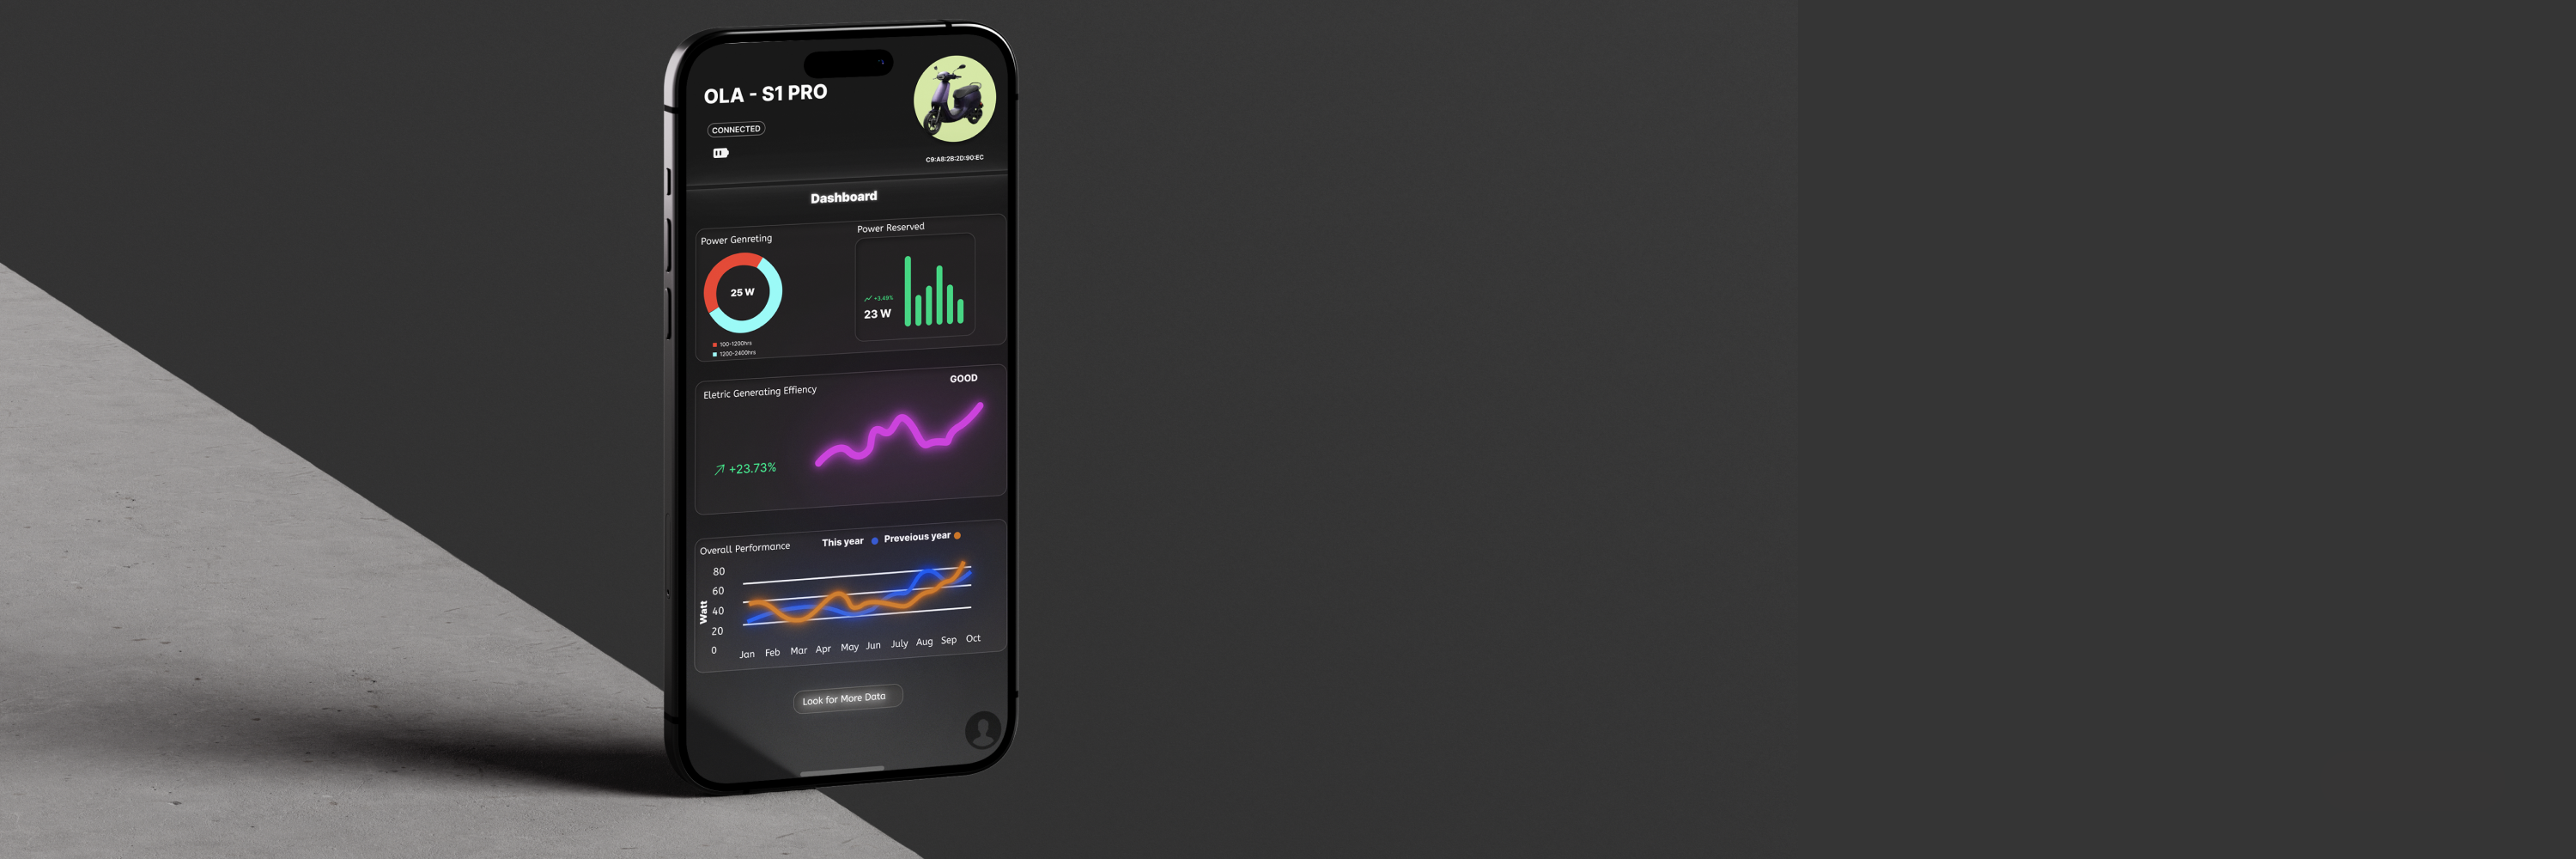 OLA - S1 PRO
CONNECTED
C9:A8:2B:2D:90:EC
Dashboard
Power Genreting
25 W
100-1200hrs
1200-2400hrs
Power Reserved
+3.49%
23 W
Eletric Generating Effiency
GOOD
+23.73%
Overall Performance
This year
Preveious year
80
60
40
20
0
Watt
Jan Feb Mar Apr May Jun July Aug Sep Oct
Look for More Data